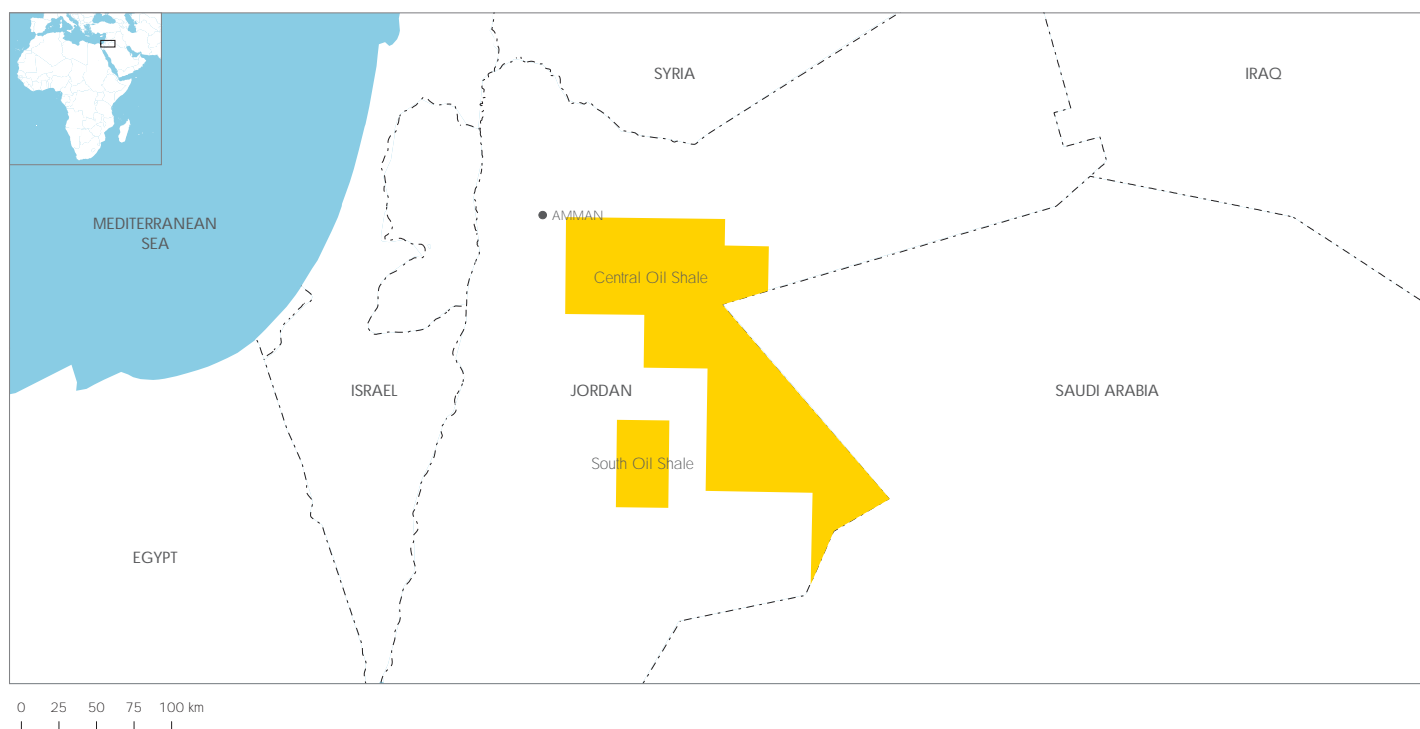 SYRIA
IRAQ
AMMAN
MEDITERRANEAN
SEA
Central Oil Shale
ISRAEL
JORDAN
SAUDI ARABIA
South Oil Shale
EGYPT
0 25 50 75 100 km